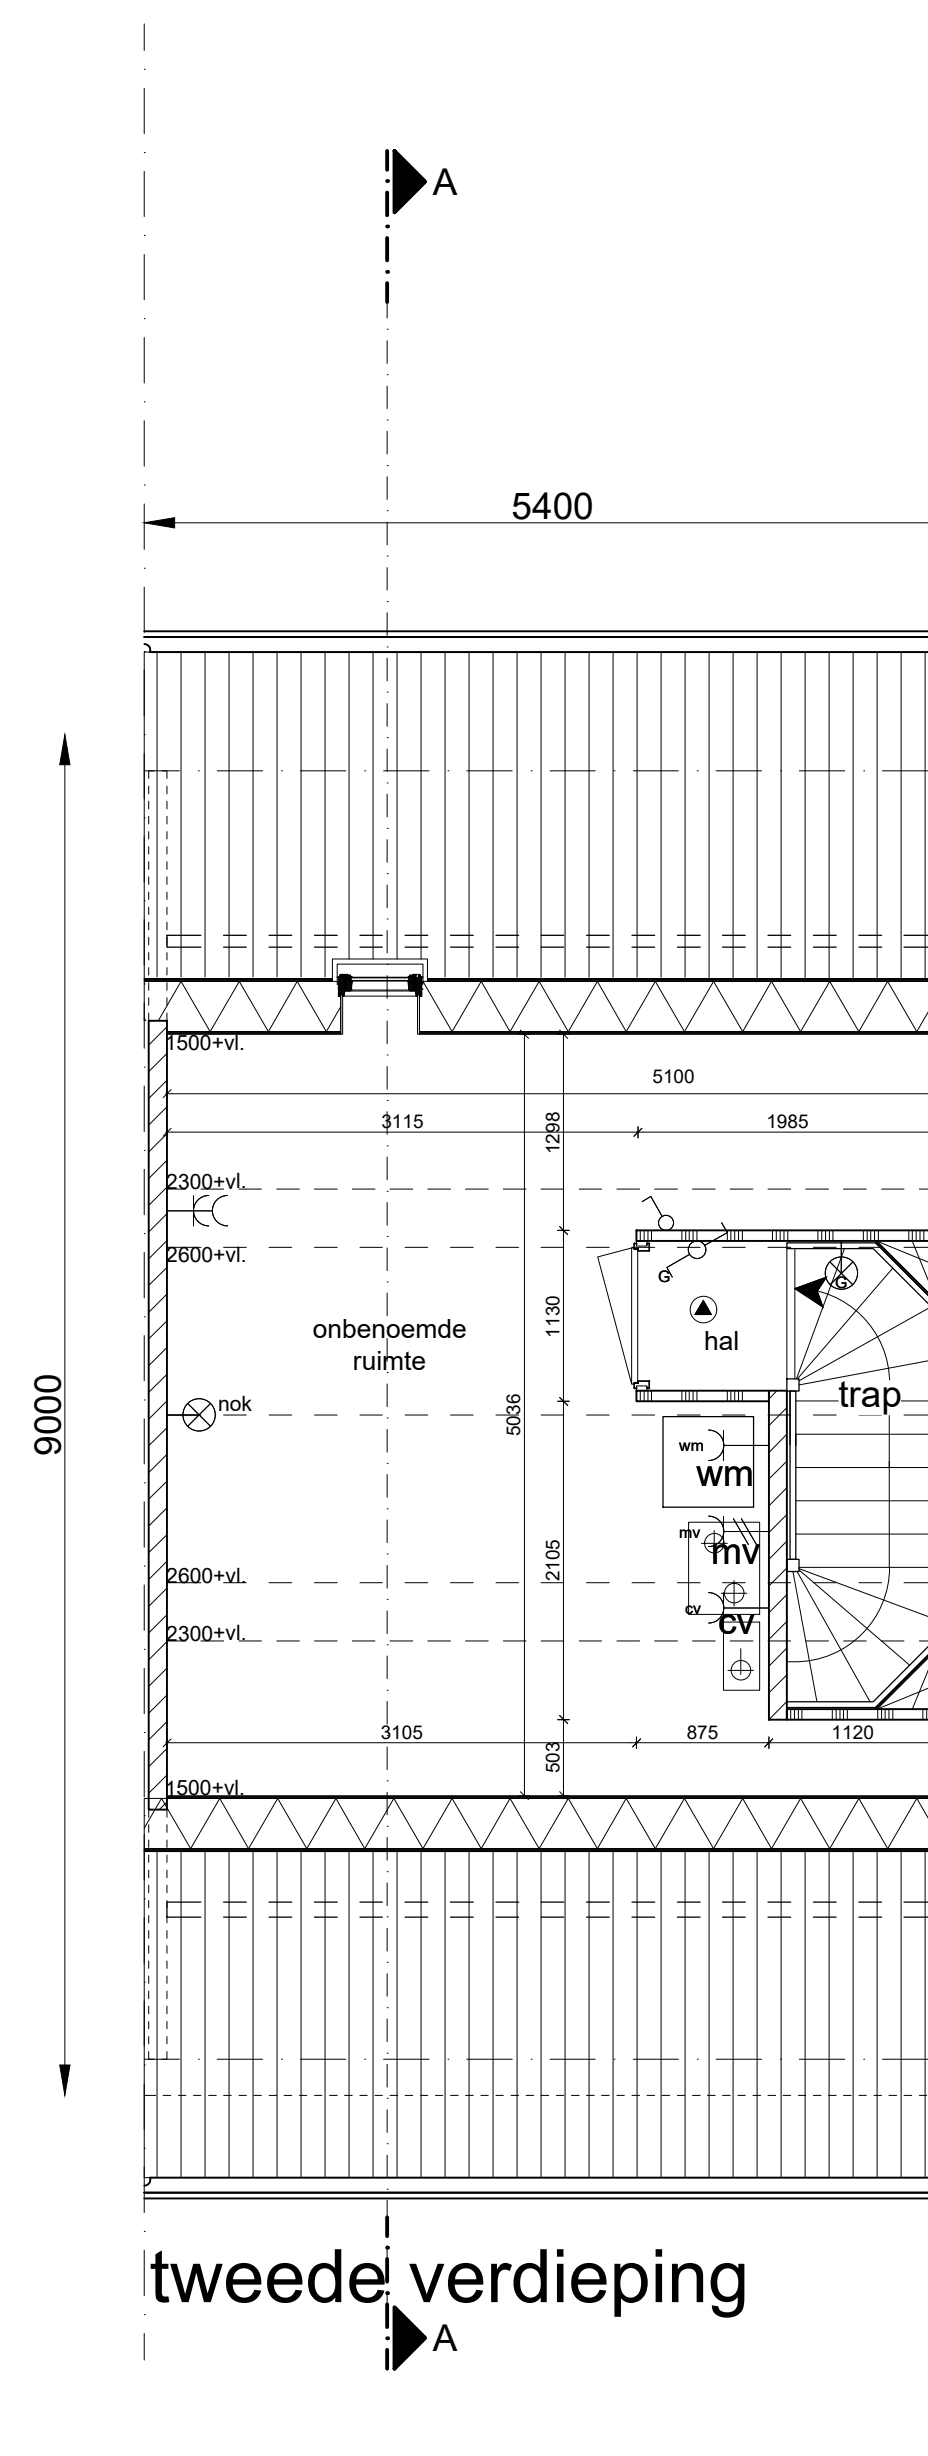 A
5400
1500+vl.
5100
3115
1985
1298
2300+vl.
2600+vl.
G
G
1130
onbenoemde
ruimte
hal
trap
nok
9000
5036
wm
wm
mv
mv
2105
2600+vl.
cv
cv
2300+vl.
3105
875
1120
503
1500+vl.
tweede verdieping
A